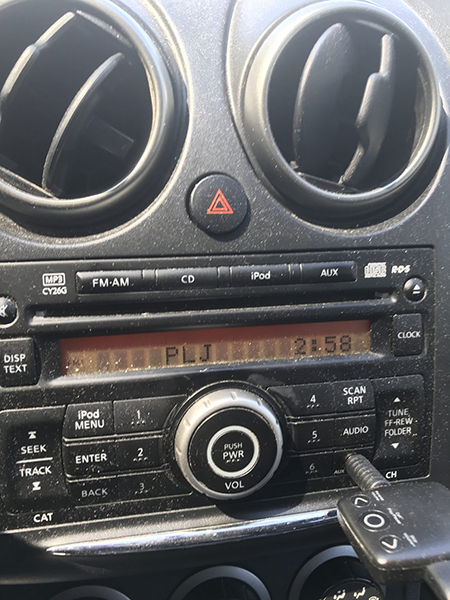 MP3
CY26G
FM·AM
CD
iPod
AUX
RDS
DISP
TEXT
PLJ
2:58
CLOCK
iPod
MENU
1
4
SCAN
RPT
SEEK
TRACK
ENTER
2
PUSH
PWR
VOL
5
AUDIO
TUNE
FF·REW
FOLDER
BACK
3
6
AUX
CAT
CH